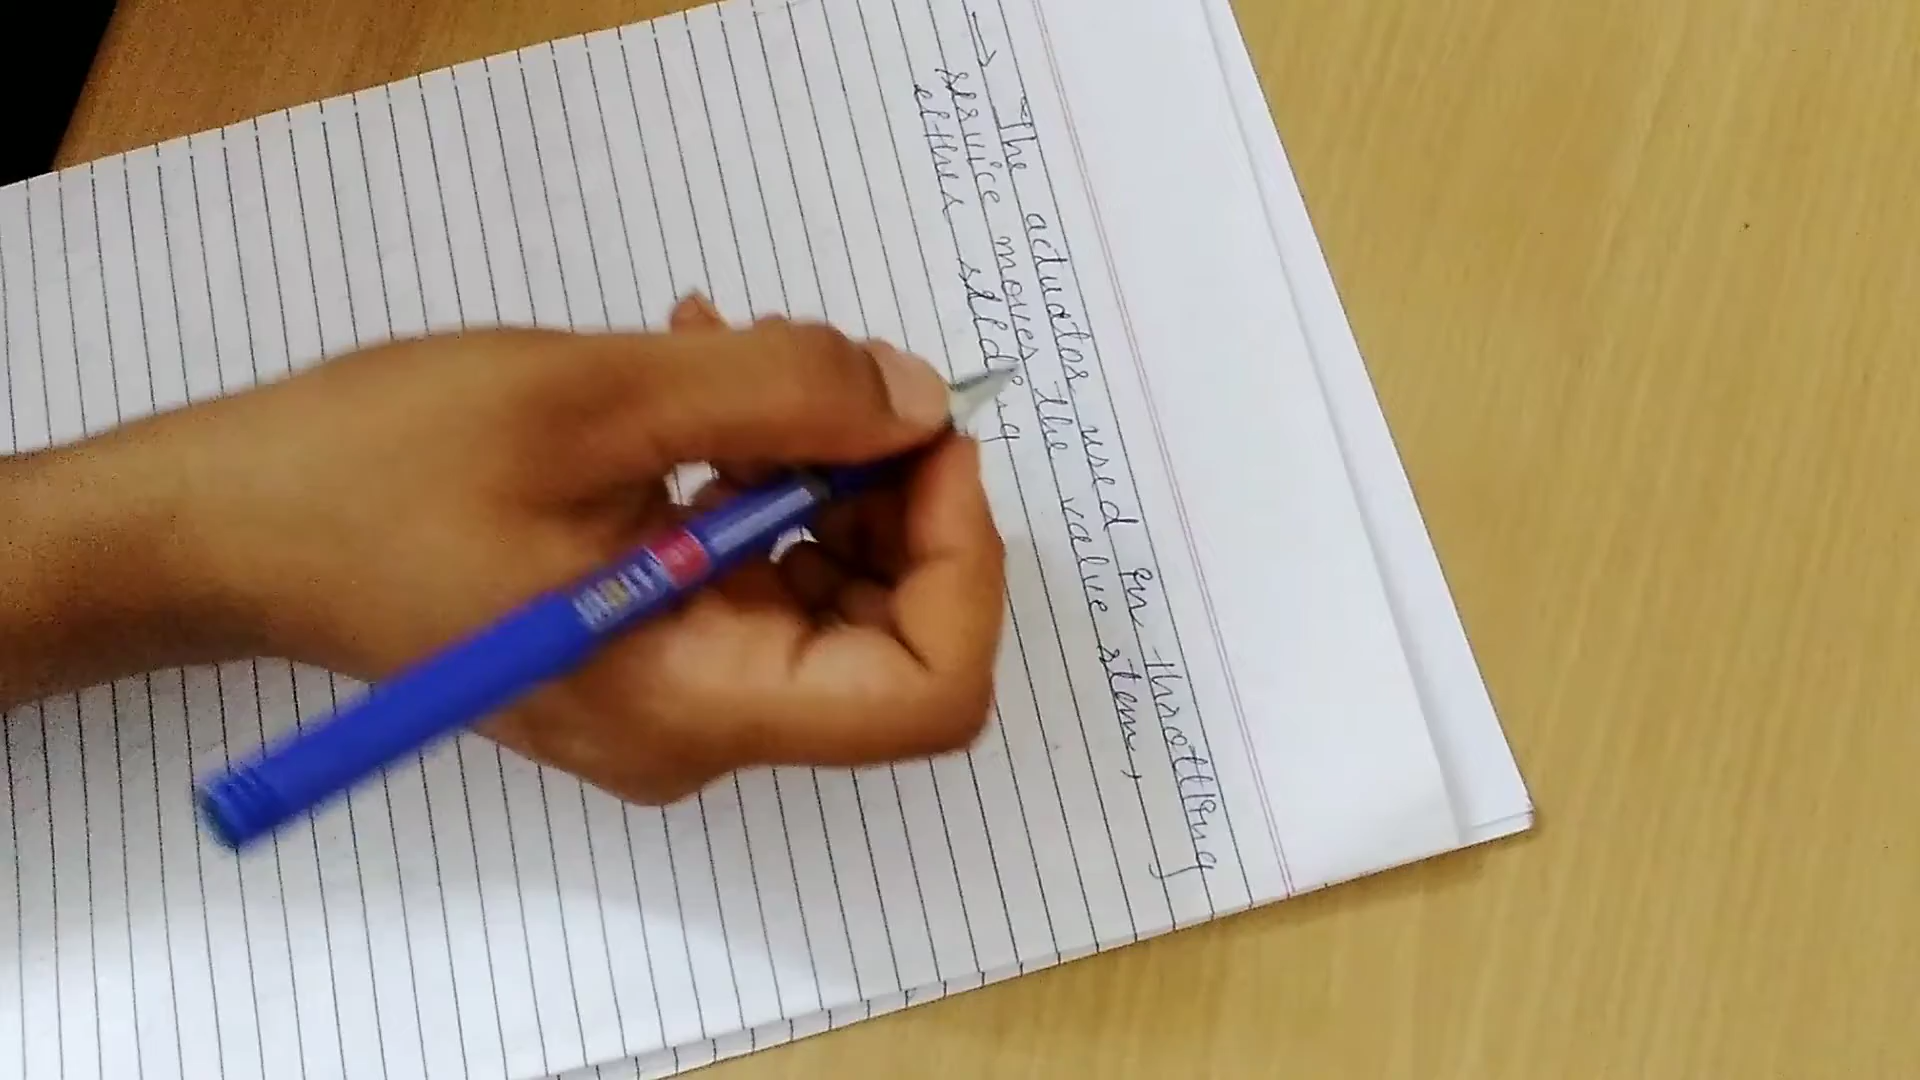 → The actuator used in throttling
service moves the valve stem,
either sliding